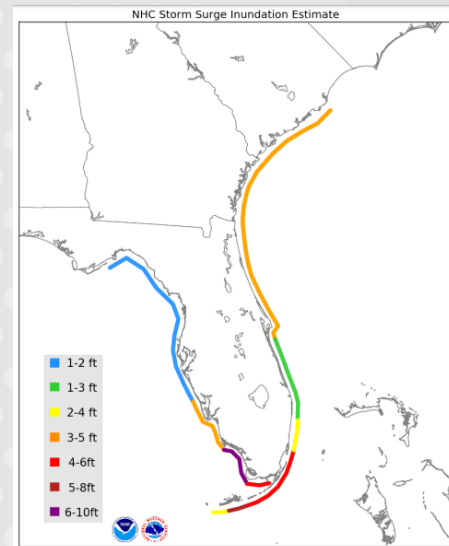 NHC Storm Surge Inundation Estimate
1-2 ft
1-3 ft
2-4 ft
3-5 ft
4-6ft
5-8ft
6-10ft